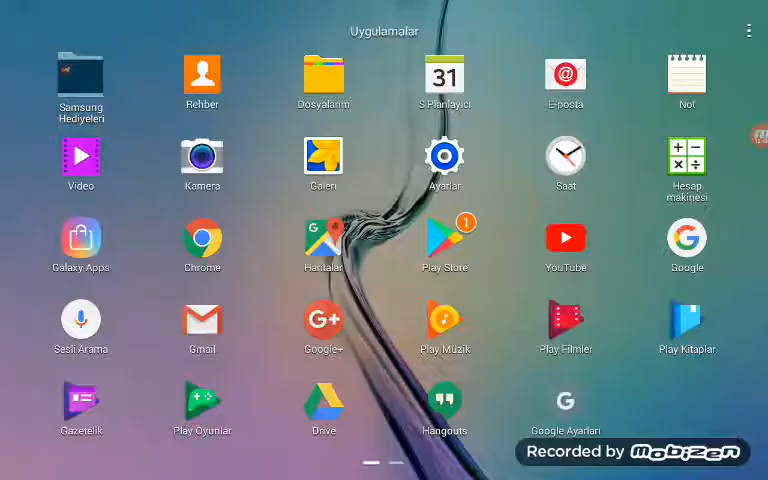 Uygulamalar
Samsung
Hediyeleri
Rehber
Dosyalarım
31
S Planlayıcı
@
E-posta
Not
Video
Kamera
Galeri
Ayarlar
Saat
Hesap
makinesi
Galaxy Apps
Chrome
G
Haritalar
1
Play Store
YouTube
G
Google
Sesli Arama
Gmail
G+
Google+
Play Müzik
Play Filmler
Play Kitaplar
Gazetelik
Play Oyunlar
Drive
Hangouts
G
Google Ayarları
Recorded by Mobizen